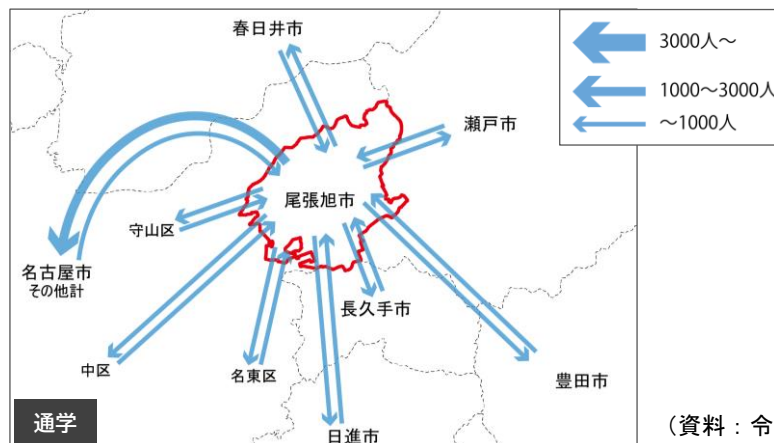 春日井市
3000人～
1000～3000人
～1000人
瀬戸市
尾張旭市
守山区
名古屋市
その他計
長久手市
中区
名東区
豊田市
日進市
通学
（資料：令